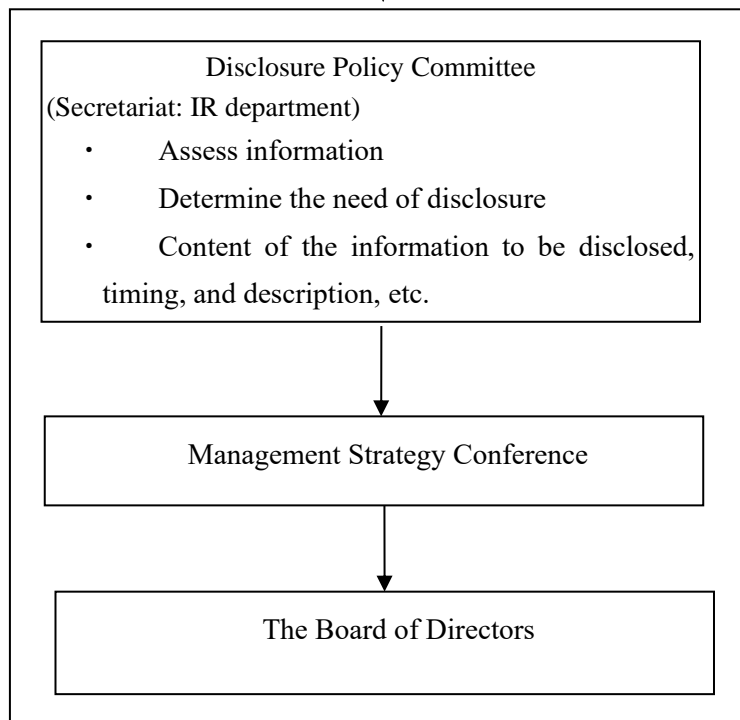 Disclosure Policy Committee
(Secretariat: IR department)
・ Assess information
・ Determine the need of disclosure
・ Content of the information to be disclosed,
timing, and description, etc.
Management Strategy Conference
The Board of Directors